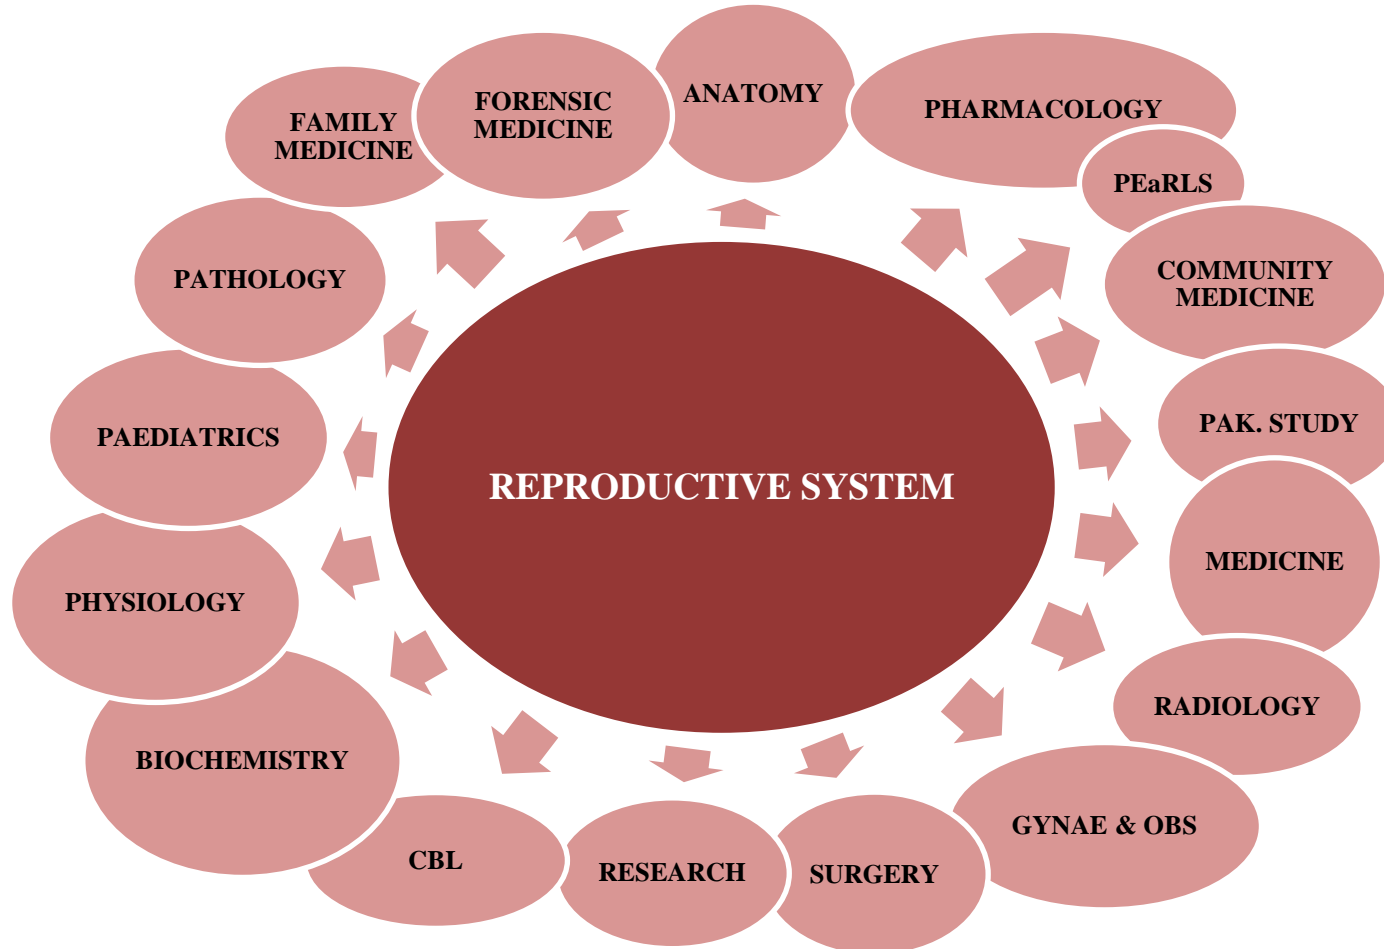 ANATOMY
PHARMACOLOGY
PEaRLS
COMMUNITY
MEDICINE
PAK. STUDY
MEDICINE
RADIOLOGY
GYNAE & OBS
SURGERY
RESEARCH
CBL
BIOCHEMISTRY
PHYSIOLOGY
PAEDIATRICS
PATHOLOGY
FAMILY
MEDICINE
FORENSIC
MEDICINE
REPRODUCTIVE SYSTEM